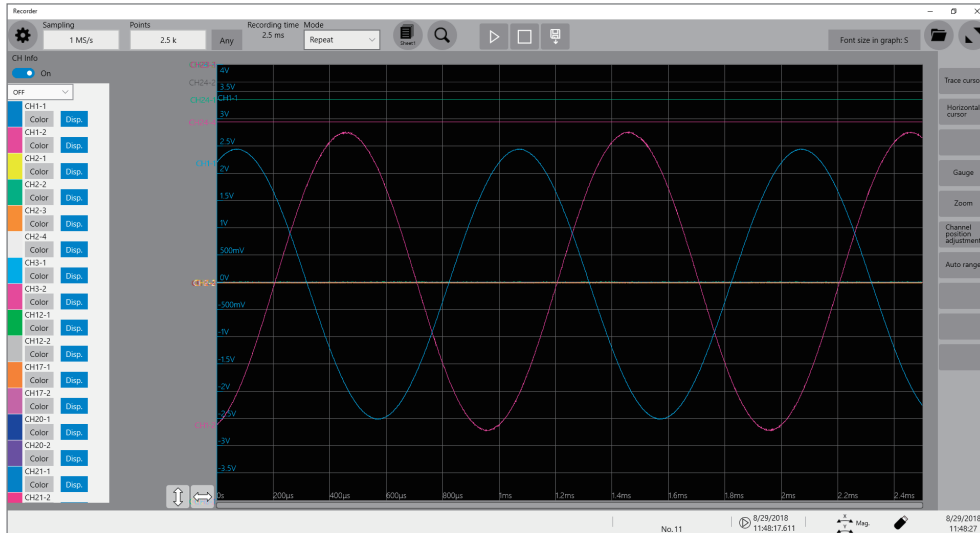 Recorder
Sampling
1 MS/s
Points
2.5 k
Any
Recording time
2.5 ms
Mode
Repeat
Sheet1
Font size in graph: S
CH Info
On
OFF
CH1-1
Color Disp.
CH1-2
Color Disp.
CH2-1
Color Disp.
CH2-2
Color Disp.
CH2-3
Color Disp.
CH2-4
Color Disp.
CH3-1
Color Disp.
CH3-2
Color Disp.
CH12-1
Color Disp.
CH12-2
Color Disp.
CH17-1
Color Disp.
CH17-2
Color Disp.
CH20-1
Color Disp.
CH20-2
Color Disp.
CH21-1
Color Disp.
CH21-2
CH24-2
CH1-1
4V
3.5V
3V
2.5V
2V
1.5V
1V
500mV
0V
-500mV
-1V
-1.5V
-2V
-2.5V
-3V
-3.5V
0s 200µs 400µs 600µs 800µs 1ms 1.2ms 1.4ms 1.6ms 1.8ms 2ms 2.2ms 2.4ms
Trace cursor
Horizontal
cursor
Gauge
Zoom
Channel
position
adjustment
Auto range
No. 11
8/29/2018
11:48:17.611
X
Y
Mag.
8/29/2018
11:48:27